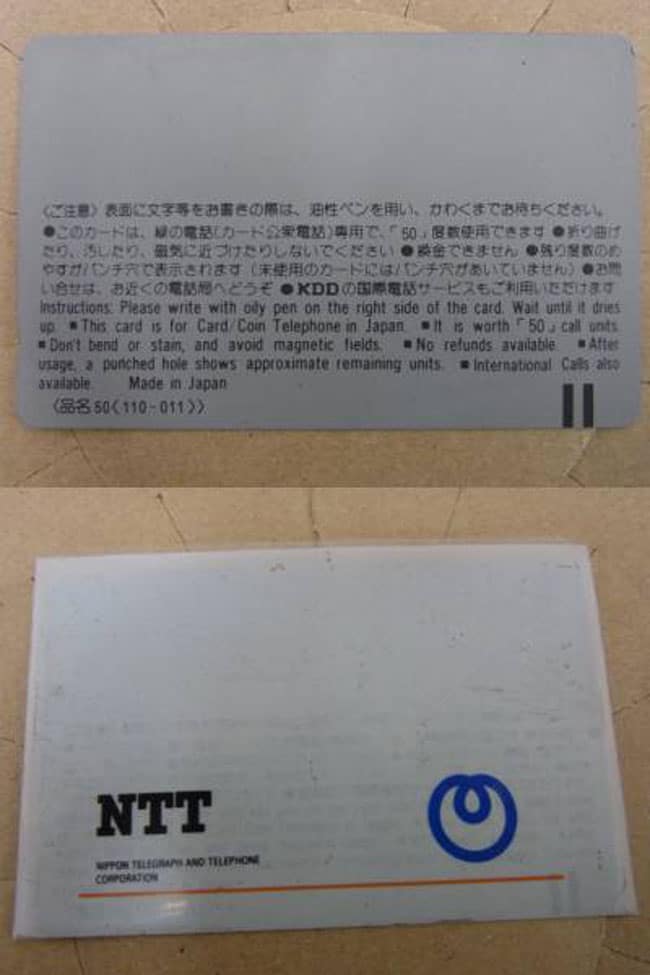 〈ご注意〉表面に文字等をお書きの際は、油性ペンを用い、かわくまでお待ちください。
●このカードは、緑の電話(カード公衆電話)専用で、「50」度数使用できます●折り曲げ
たり、汚したり、磁気に近づけたりしないでください●換金できません●残り度数のめ
やすがパンチ穴で表示されます（未使用のカードにはパンチ穴があいていません）●お問
い合せは、お近くの電話局へどうぞ●KDDの国際電話サービスもご利用いただけます
Instructions: Please write with oily pen on the right side of the card. Wait until it dries
up. ■This card is for Card/Coin Telephone in Japan. ■It is worth「50」call units.
■Don't bend or stain, and avoid magnetic fields. ■No refunds available. ■After
usage, a punched hole shows approximate remaining units. ■International Calls also
available. Made in Japan
〈品名50《110-011》〉
NTT
NIPPON TELEGRAPH AND TELEPHONE
CORPORATION